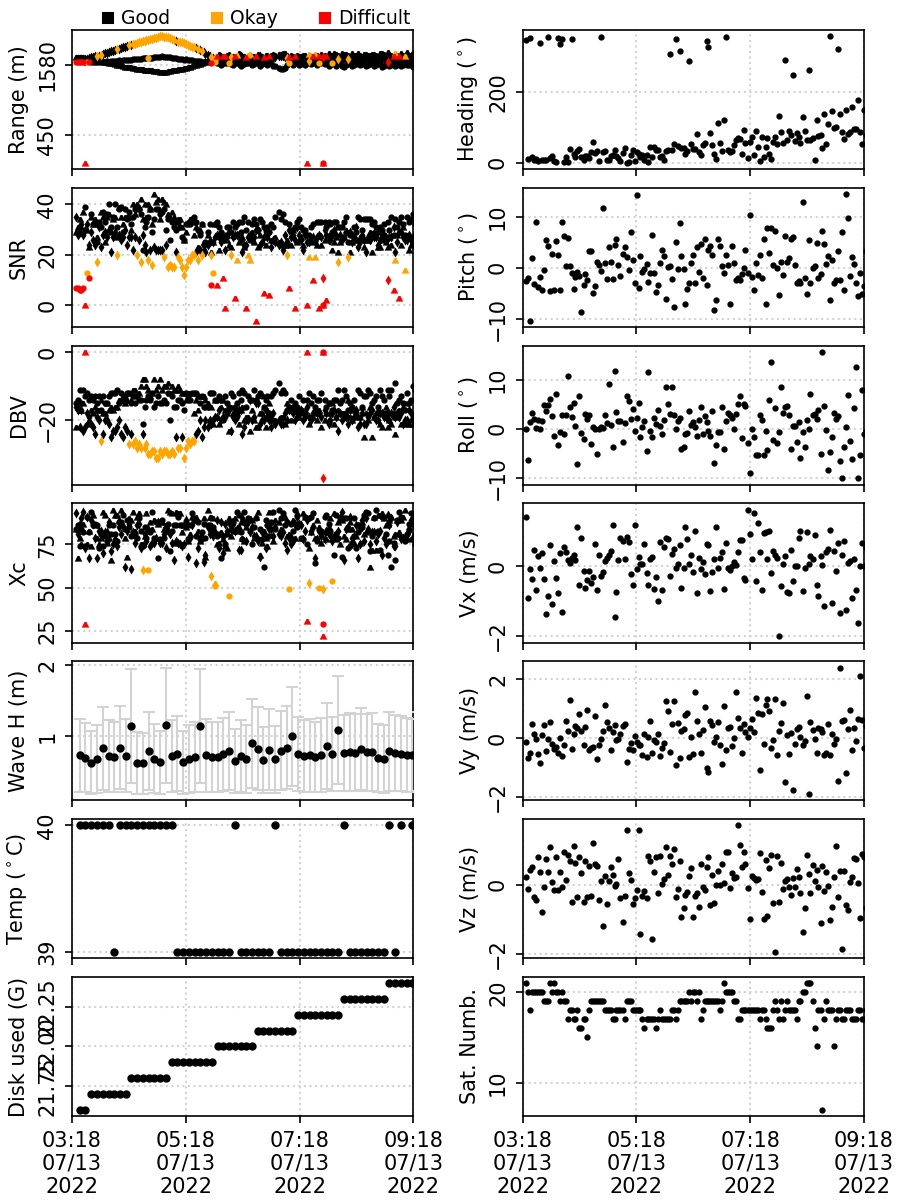 Good Okay Difficult
Range (m)
1580
450
Heading (°)
200
0
SNR
40
20
0
Pitch (°)
10
0
−10
DBV
0
−20
Roll (°)
10
0
−10
Xc
75
50
25
Vx (m/s)
0
−2
Wave H (m)
2
1
Vy (m/s)
2
0
−2
Temp (°C)
40
39
Vz (m/s)
0
−2
Disk used (G)
22.25
22.00
21.75
Sat. Numb.
20
10
03:18 05:18 07:18 09:18
07/13 07/13 07/13 07/13
2022 2022 2022 2022
03:18 05:18 07:18 09:18
07/13 07/13 07/13 07/13
2022 2022 2022 2022